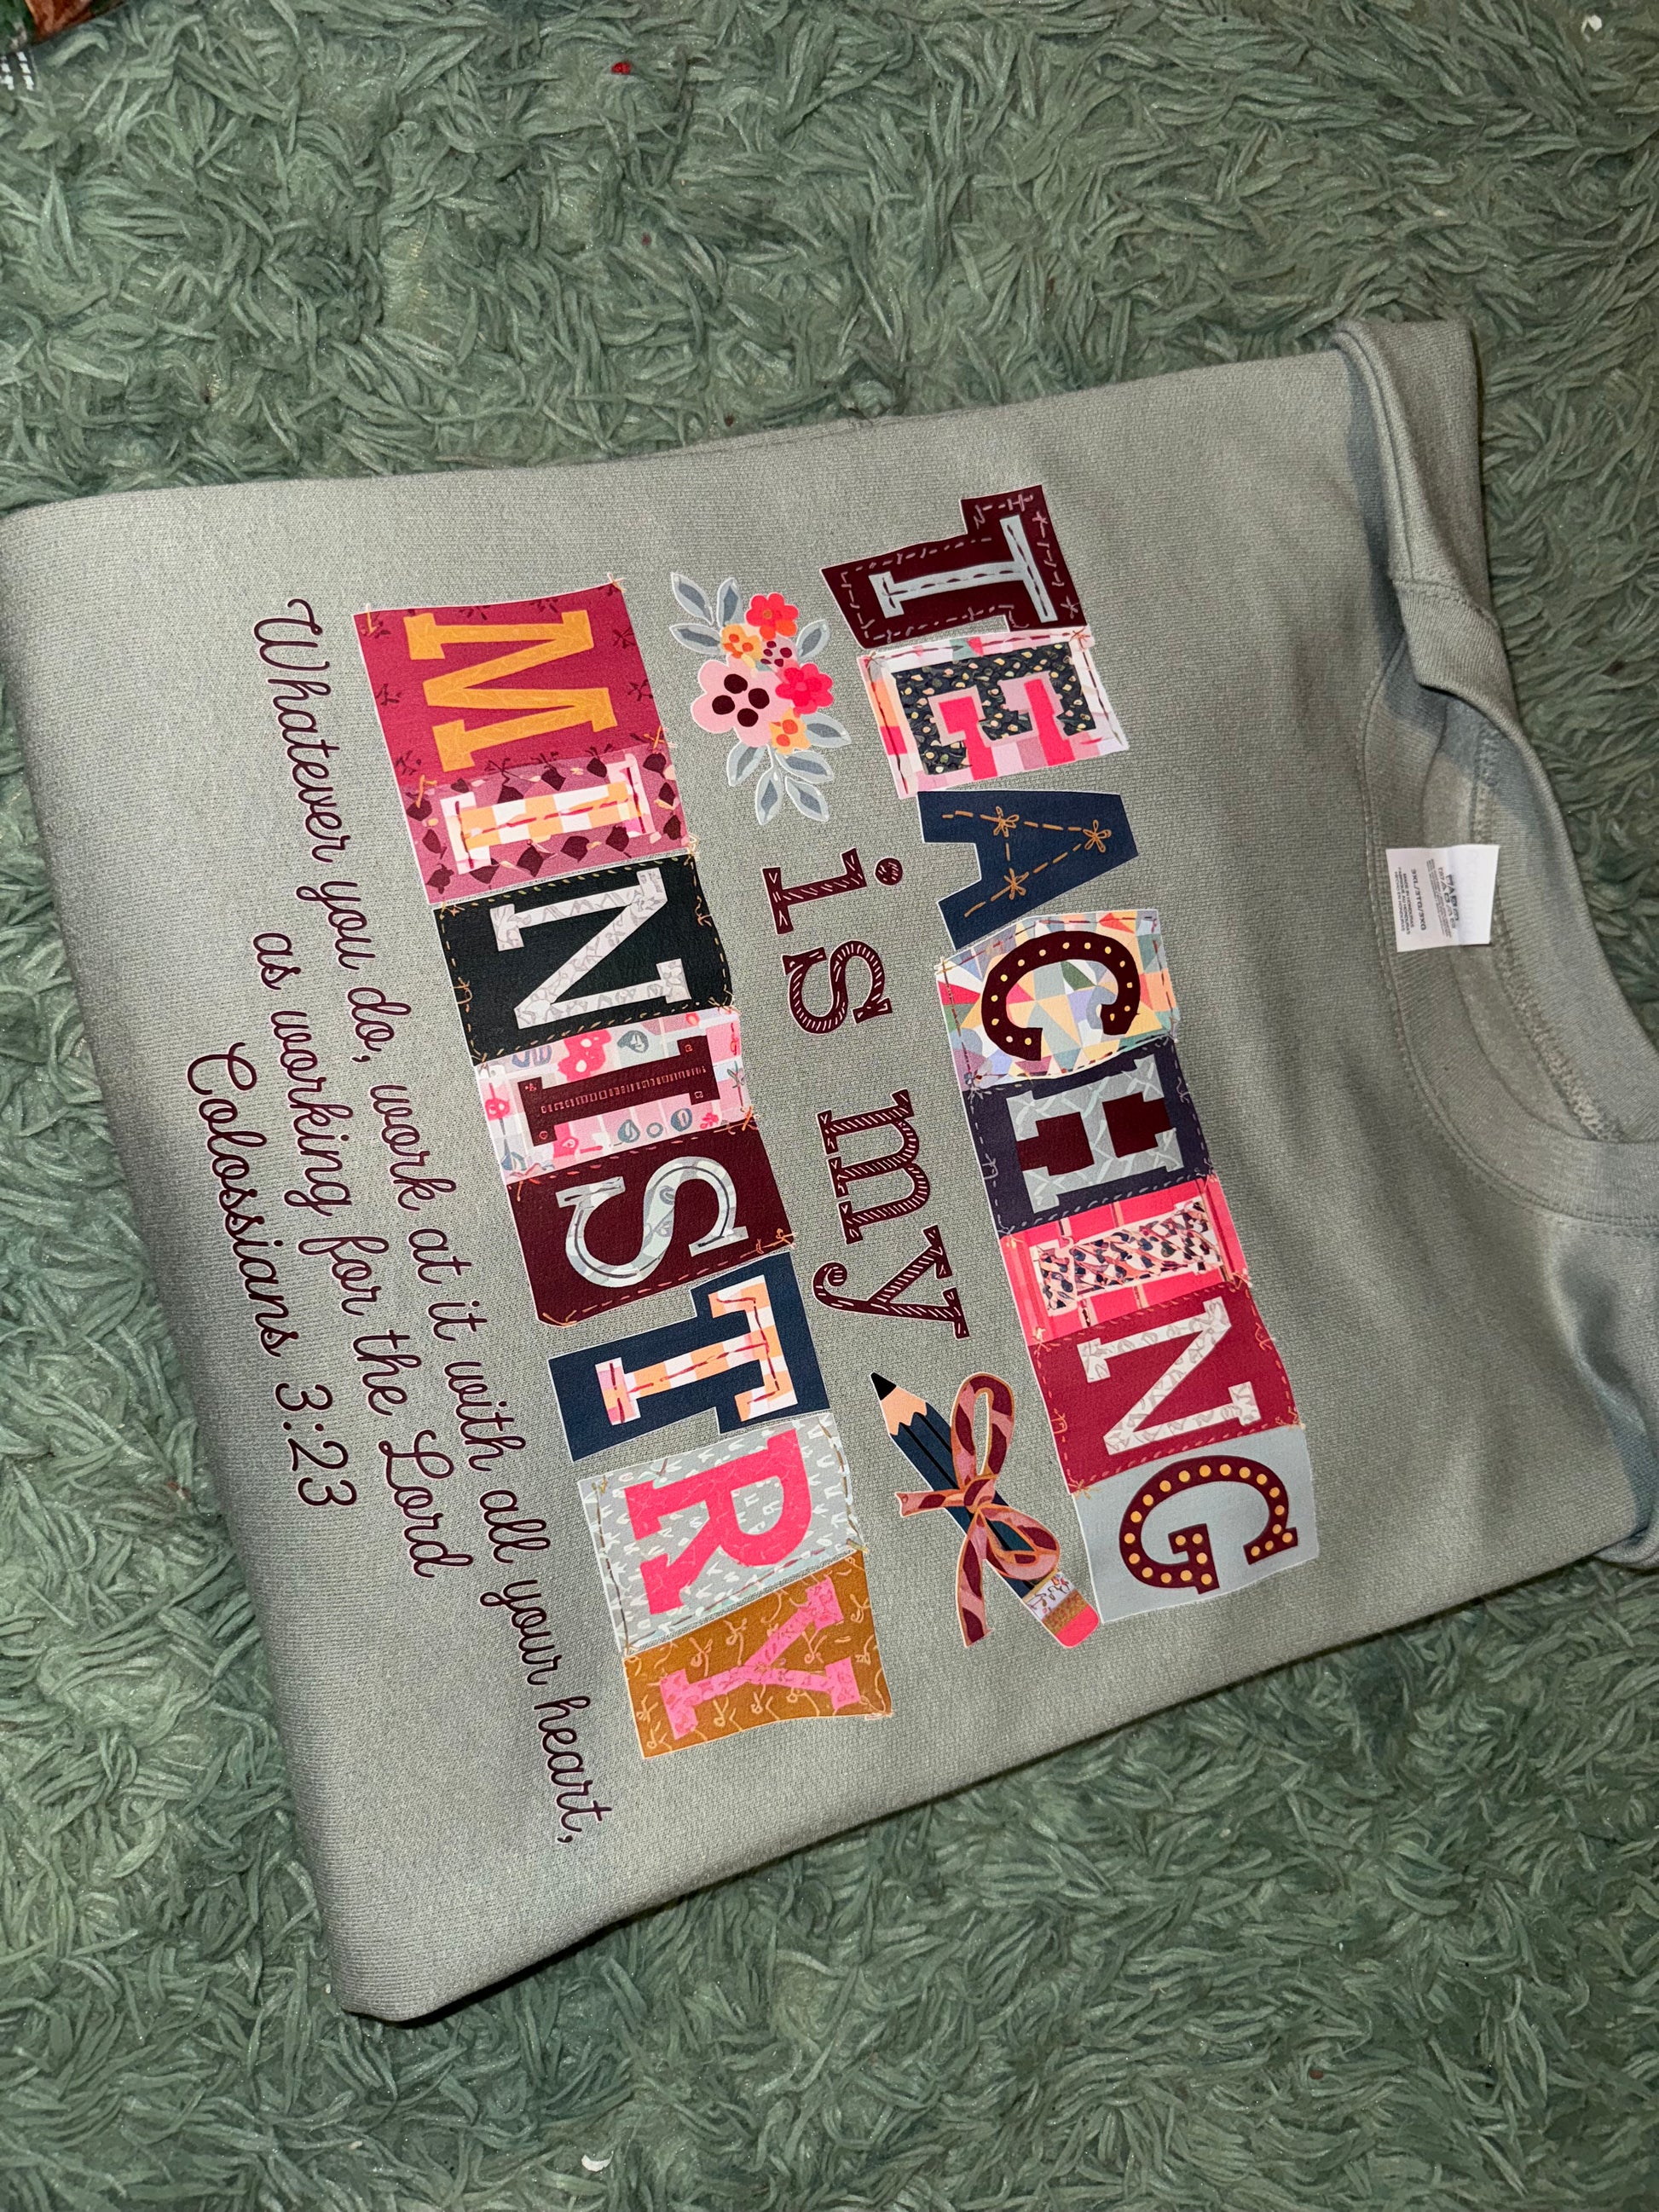 TEACHING
is my
MINISTRY
Whatever you do, work at it with all your heart,
as working for the Lord
Colossians 3:23